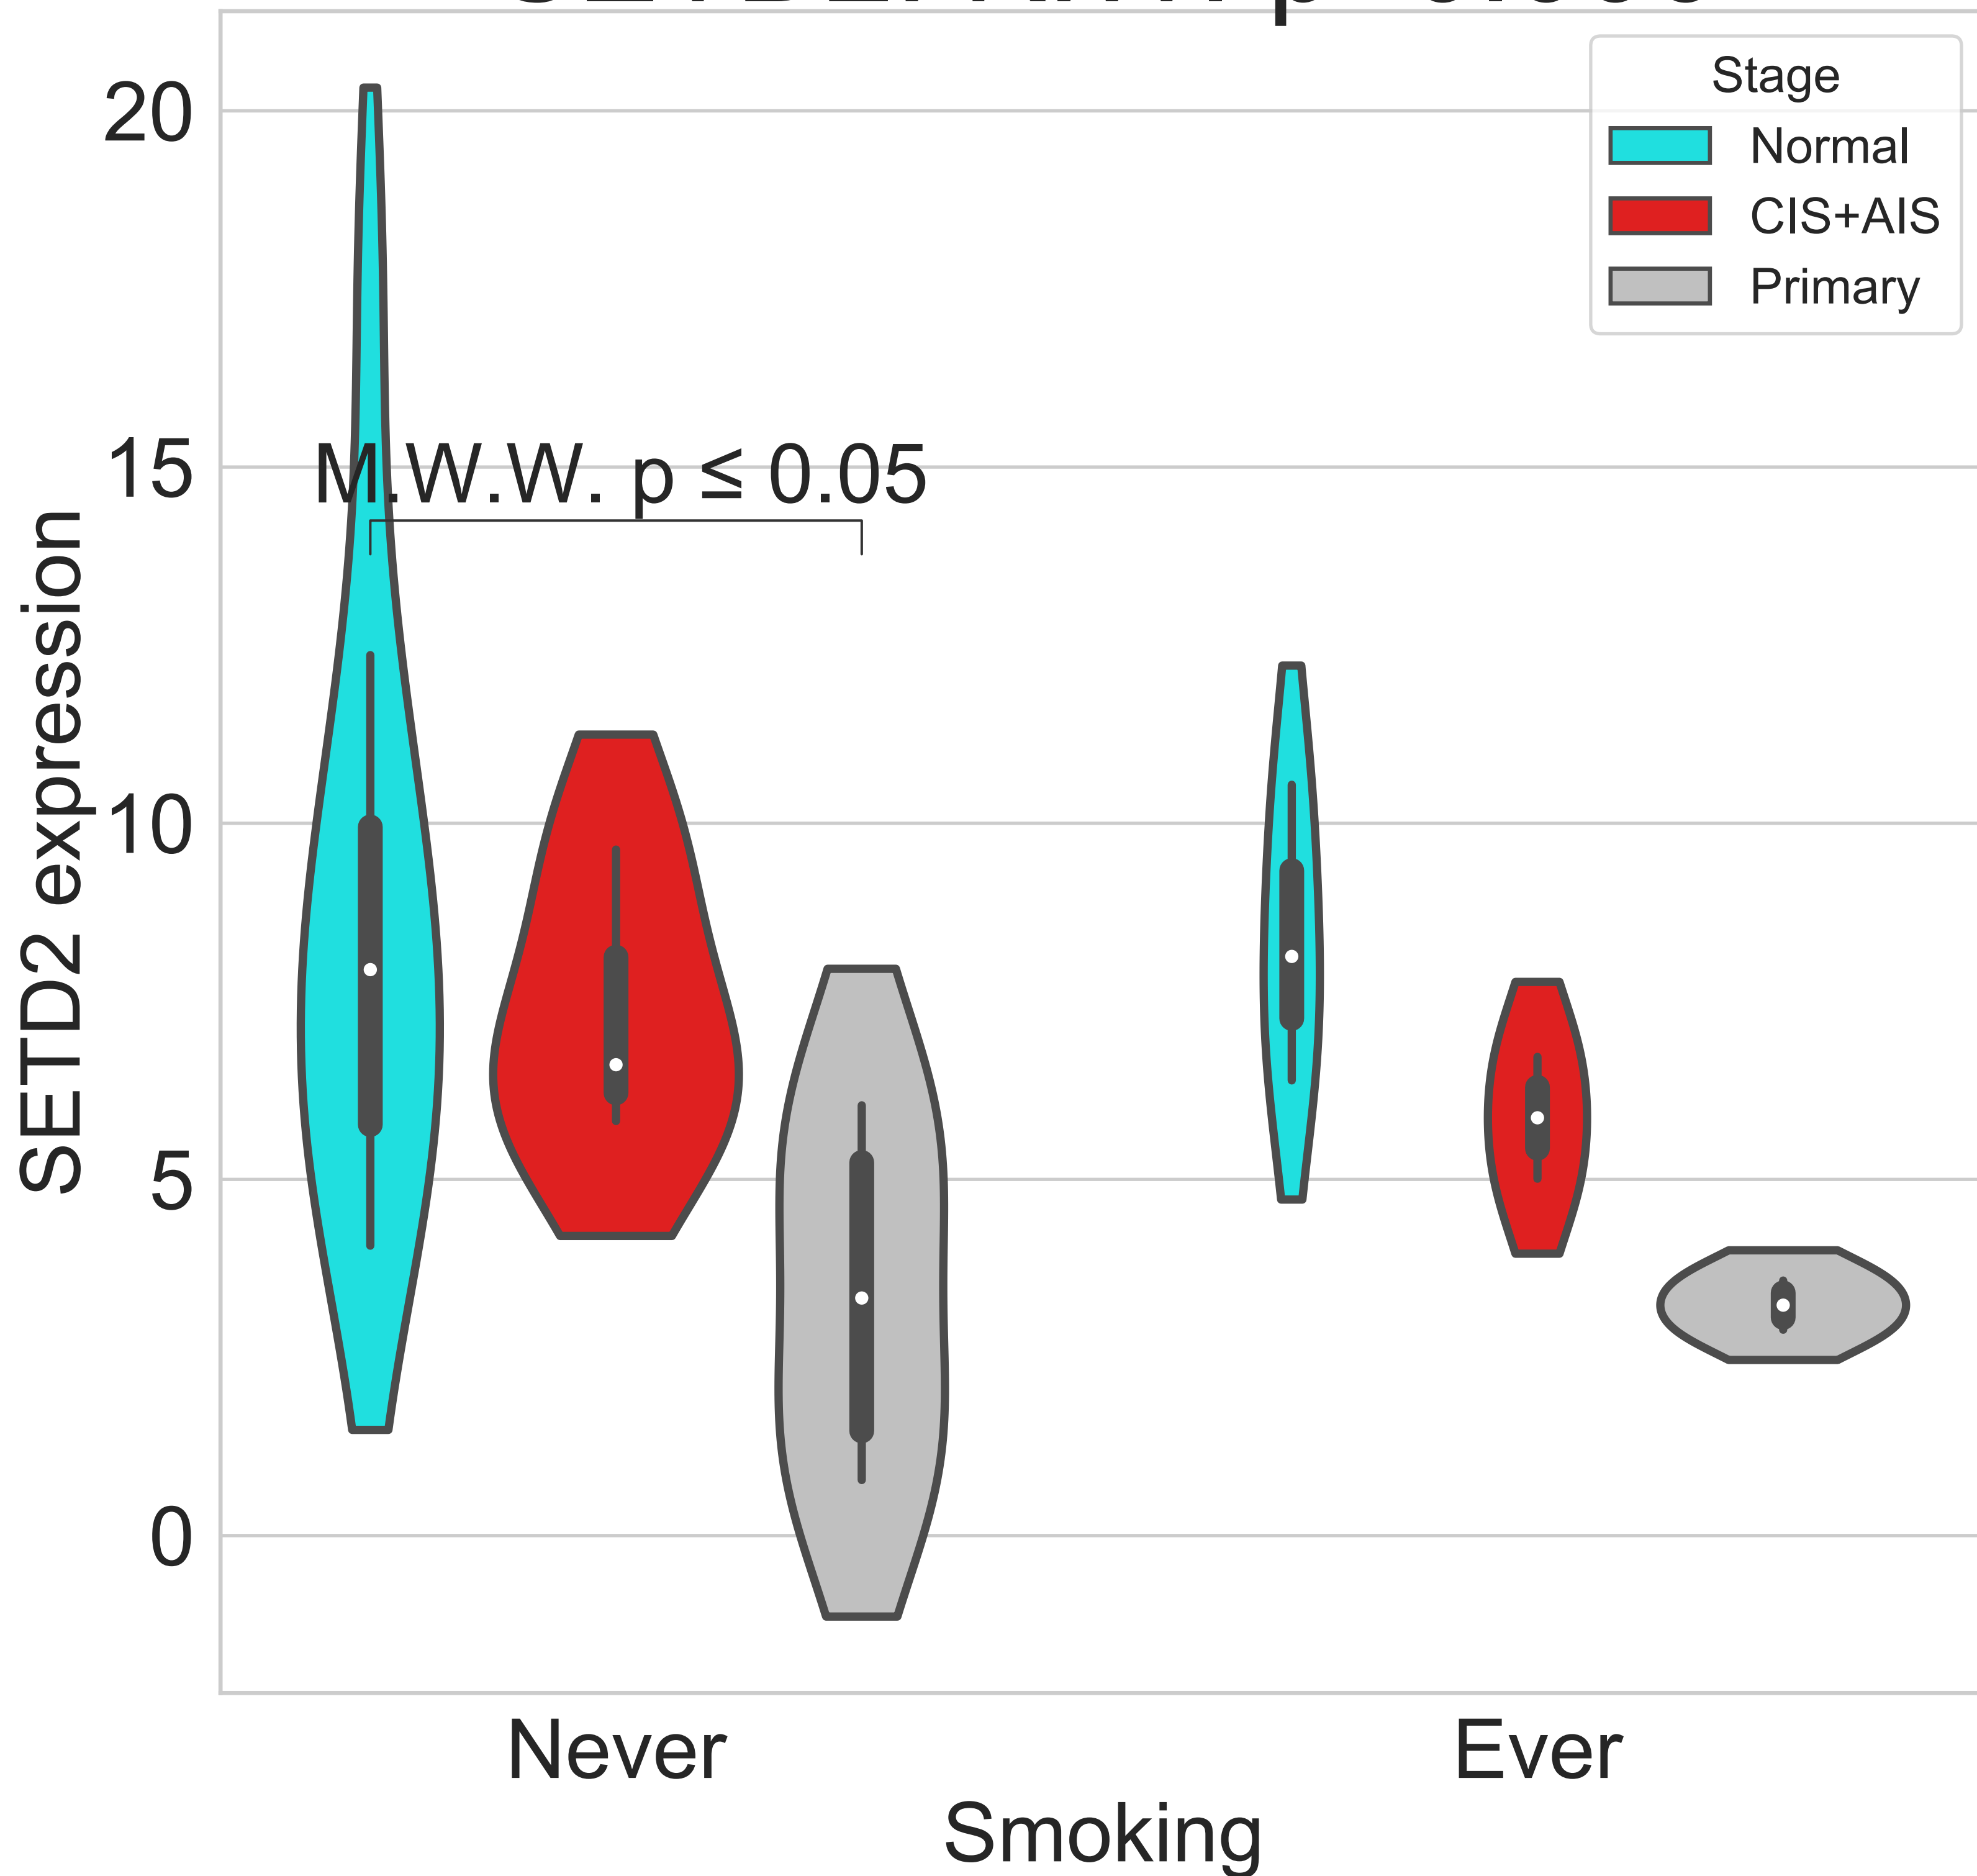 Stage
Normal
CIS+AIS
Primary
20
15
10
5
0
M.W.W. p ≤ 0.05
SETD2 expression
Never
Ever
Smoking